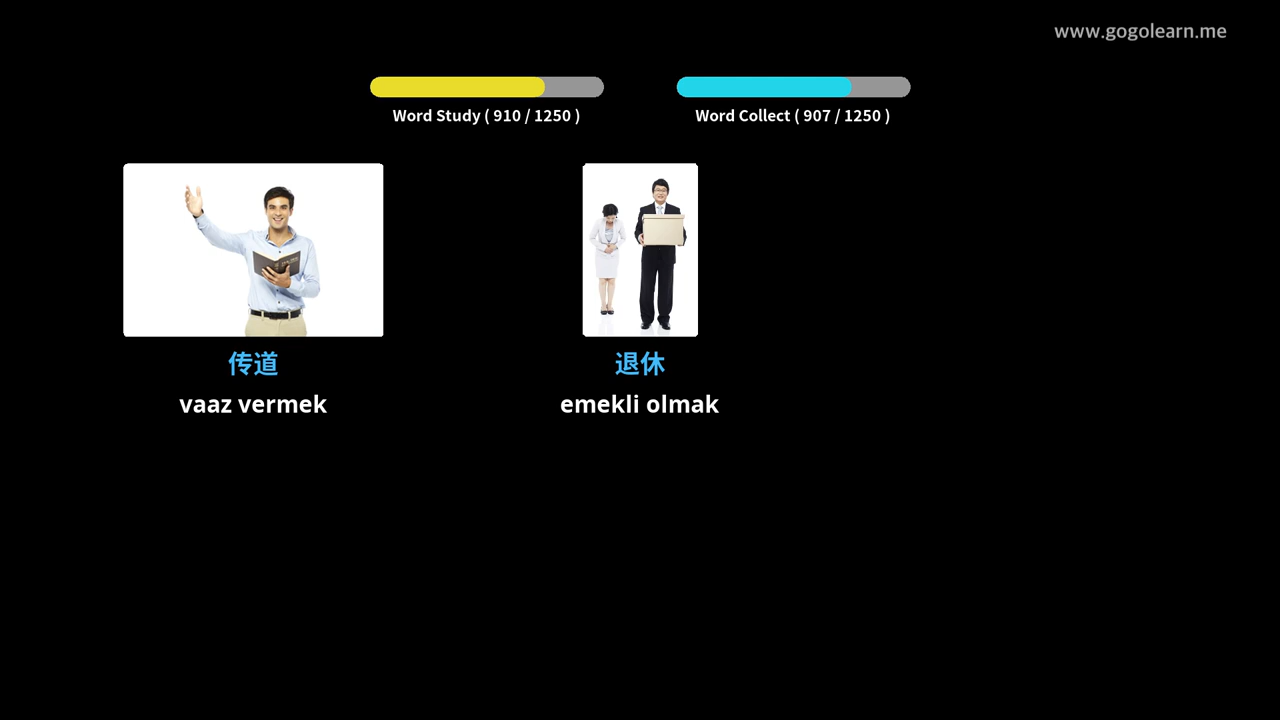 www.gogolearn.me
Word Study ( 910 / 1250 )
Word Collect ( 907 / 1250 )
传道
退休
vaaz vermek
emekli olmak